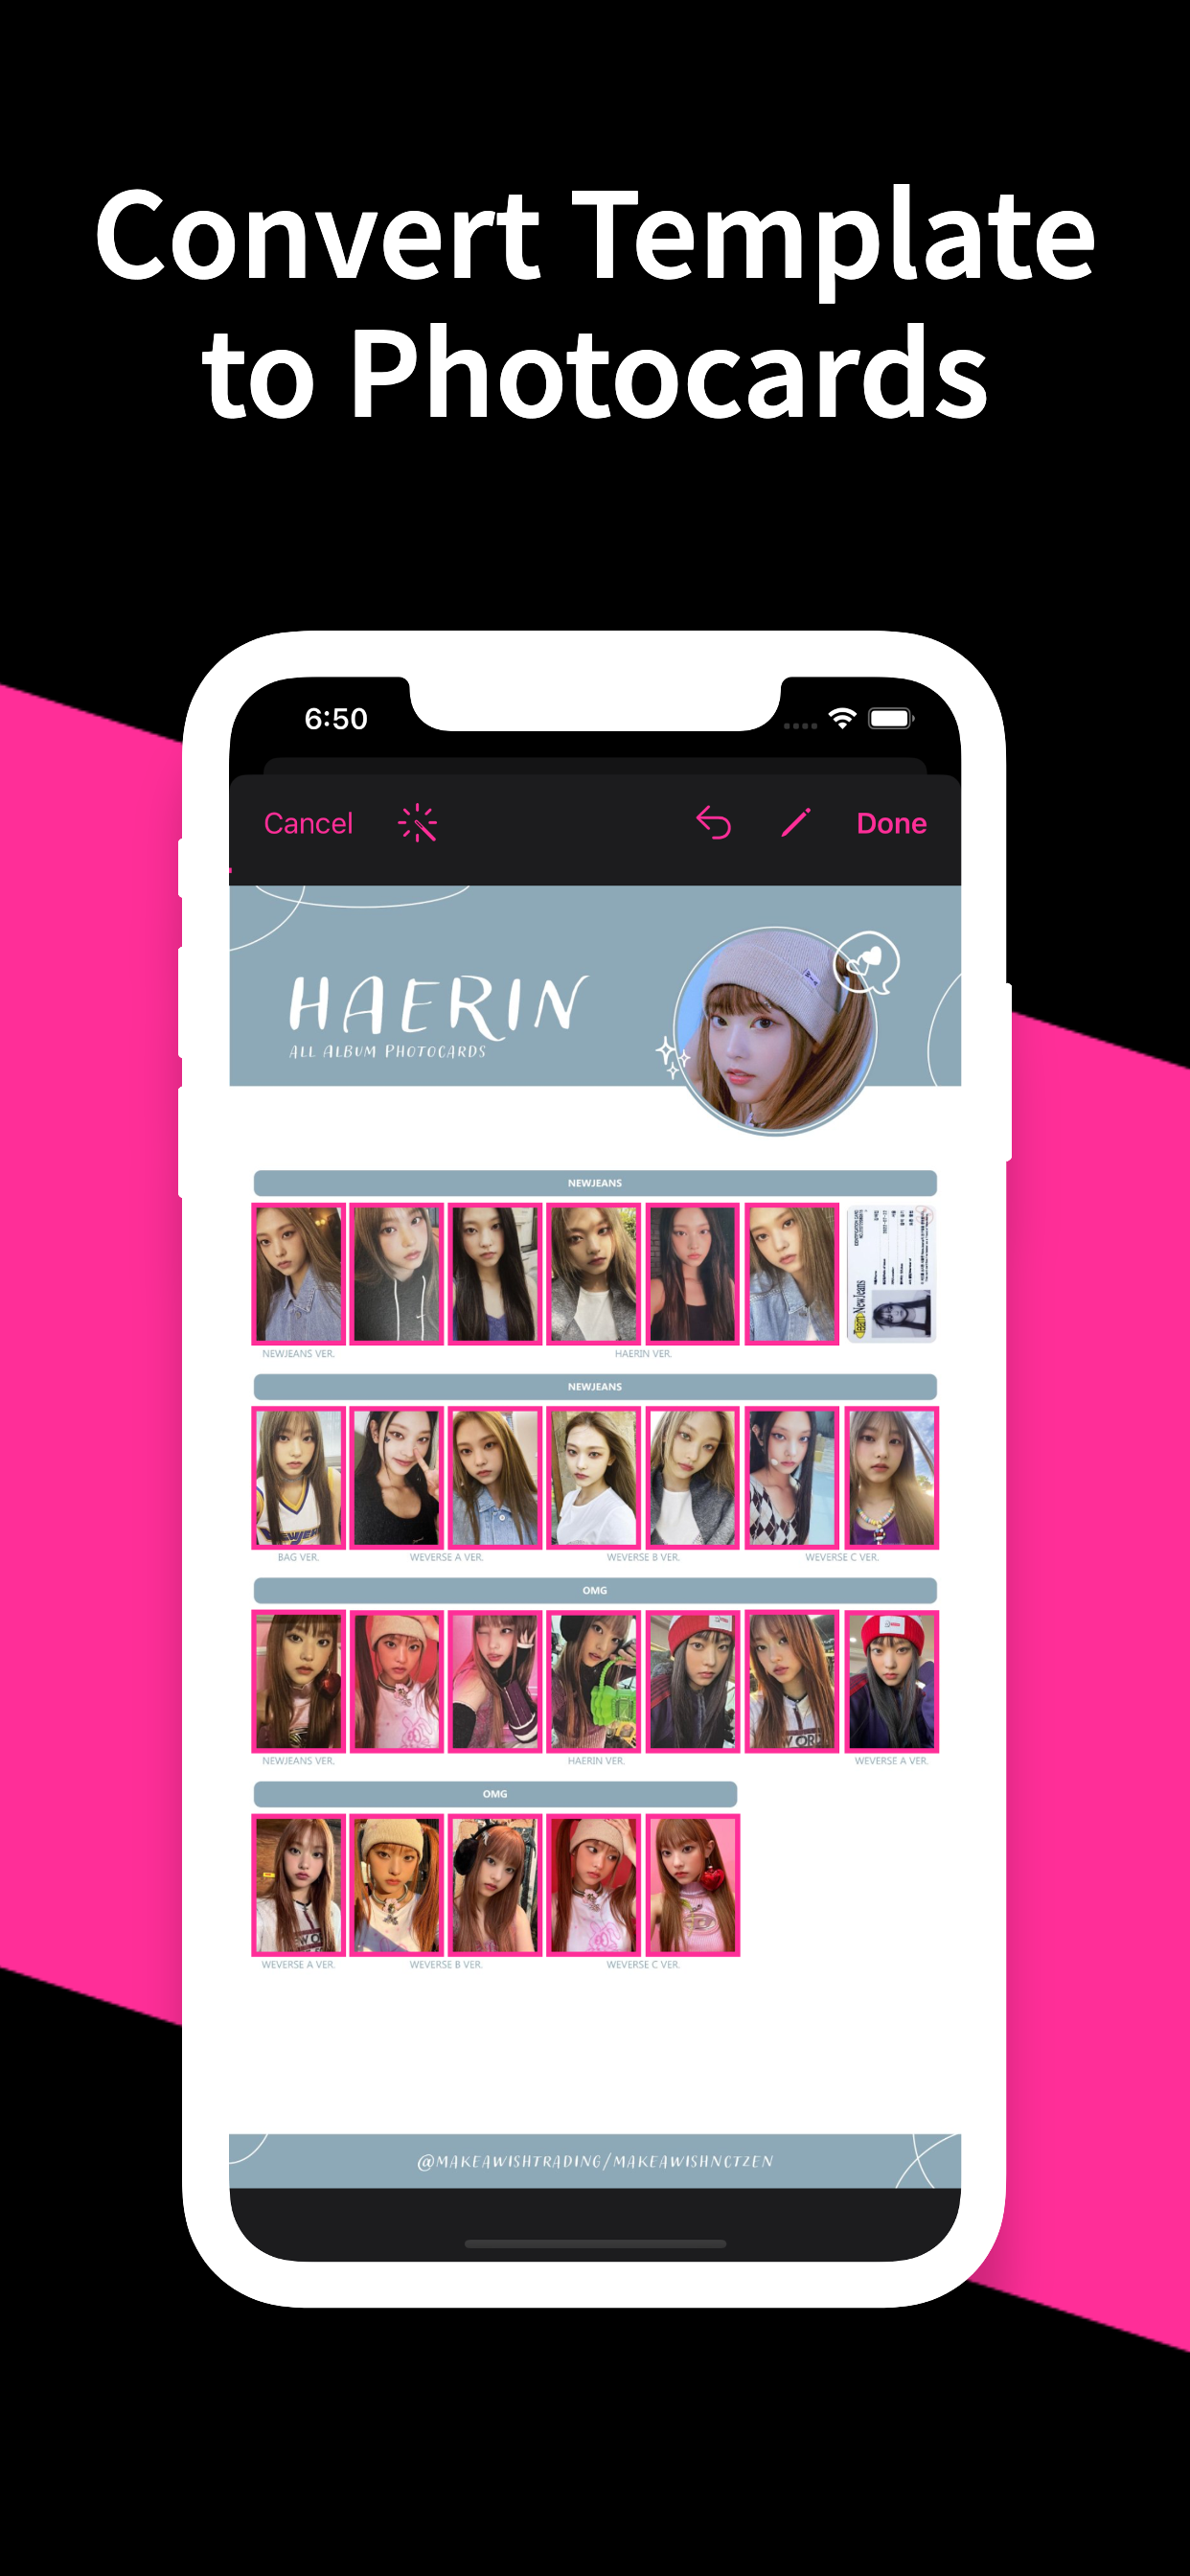 Convert Template
to Photocards
6:50
Cancel
Done
HAERIN
ALL ALBUM PHOTOCARDS
NEWJEANS
Team NewJeans
NEWJEANS VER.
HAERIN VER.
NEWJEANS
BAG VER.
WEVERSE A VER.
WEVERSE B VER.
WEVERSE C VER.
OMG
NEWJEANS VER.
HAERIN VER.
WEVERSE A VER.
OMG
WEVERSE A VER.
WEVERSE B VER.
WEVERSE C VER.
@MAKEAWISHTRADING/MAKEAWISHNCTZEN